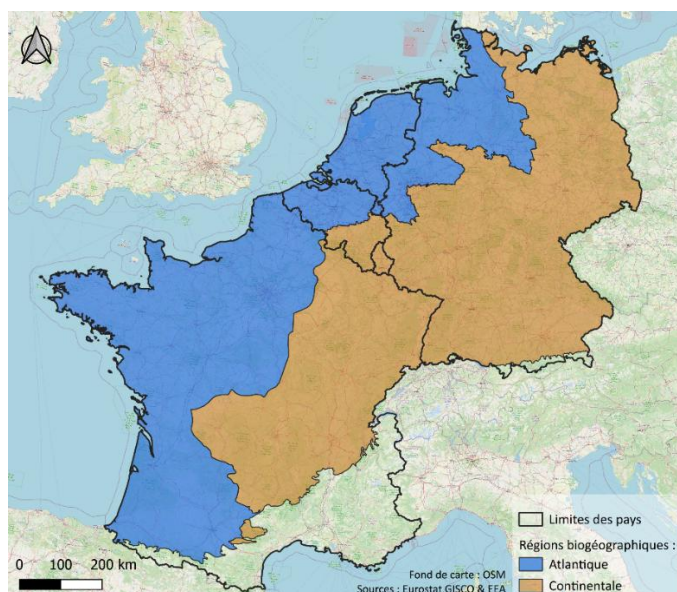 Limites des pays
Régions biogéographiques :
Atlantique
Continentale
0 100 200 km
Fond de carte : OSM
Sources : Eurostat GISCO & EEA